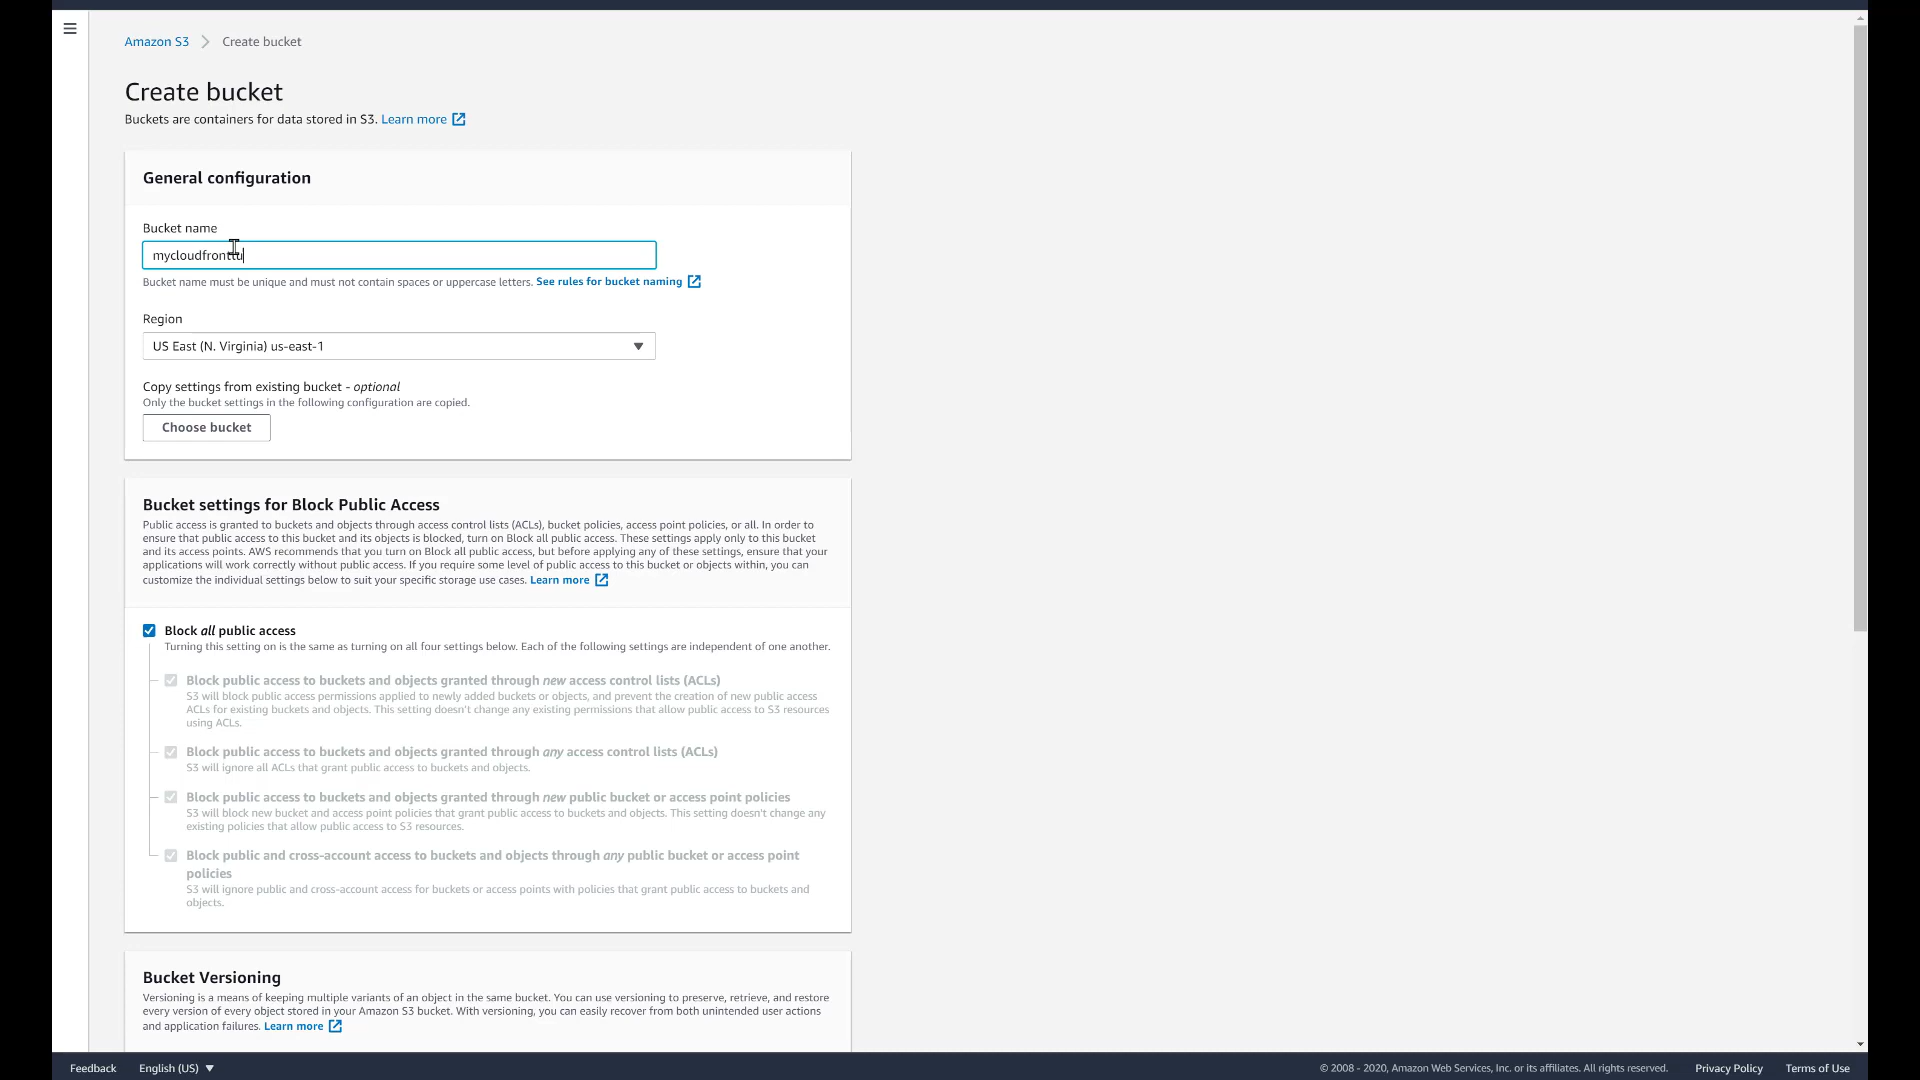 Amazon S3 Create bucket
Create bucket
Buckets are containers for data stored in S3. Learn more
General configuration
Bucket name
mycloudfronttu
Bucket name must be unique and must not contain spaces or uppercase letters. See rules for bucket naming
Region
US East (N. Virginia) us-east-1
Copy settings from existing bucket - optional
Only the bucket settings in the following configuration are copied.
Choose bucket
Bucket settings for Block Public Access
Public access is granted to buckets and objects through access control lists (ACLs), bucket policies, access point policies, or all. In order to
ensure that public access to this bucket and its objects is blocked, turn on Block all public access. These settings apply only to this bucket
and its access points. AWS recommends that you turn on Block all public access, but before applying any of these settings, ensure that your
applications will work correctly without public access. If you require some level of public access to this bucket or objects within, you can
customize the individual settings below to suit your specific storage use cases. Learn more
Block all public access
Turning this setting on is the same as turning on all four settings below. Each of the following settings are independent of one another.
Block public access to buckets and objects granted through new access control lists (ACLs)
S3 will block public access permissions applied to newly added buckets or objects, and prevent the creation of new public access
ACLs for existing buckets and objects. This setting doesn't change any existing permissions that allow public access to S3 resources
using ACLs.
Block public access to buckets and objects granted through any access control lists (ACLs)
S3 will ignore all ACLs that grant public access to buckets and objects.
Block public access to buckets and objects granted through new public bucket or access point policies
S3 will block new bucket and access point policies that grant public access to buckets and objects. This setting doesn't change any
existing policies that allow public access to S3 resources.
Block public and cross-account access to buckets and objects through any public bucket or access point
policies
S3 will ignore public and cross-account access for buckets or access points with policies that grant public access to buckets and
objects.
Bucket Versioning
Versioning is a means of keeping multiple variants of an object in the same bucket. You can use versioning to preserve, retrieve, and restore
every version of every object stored in your Amazon S3 bucket. With versioning, you can easily recover from both unintended user actions
and application failures. Learn more
Feedback English (US) © 2008 - 2020, Amazon Web Services, Inc. or its affiliates. All rights reserved. Privacy Policy Terms of Use